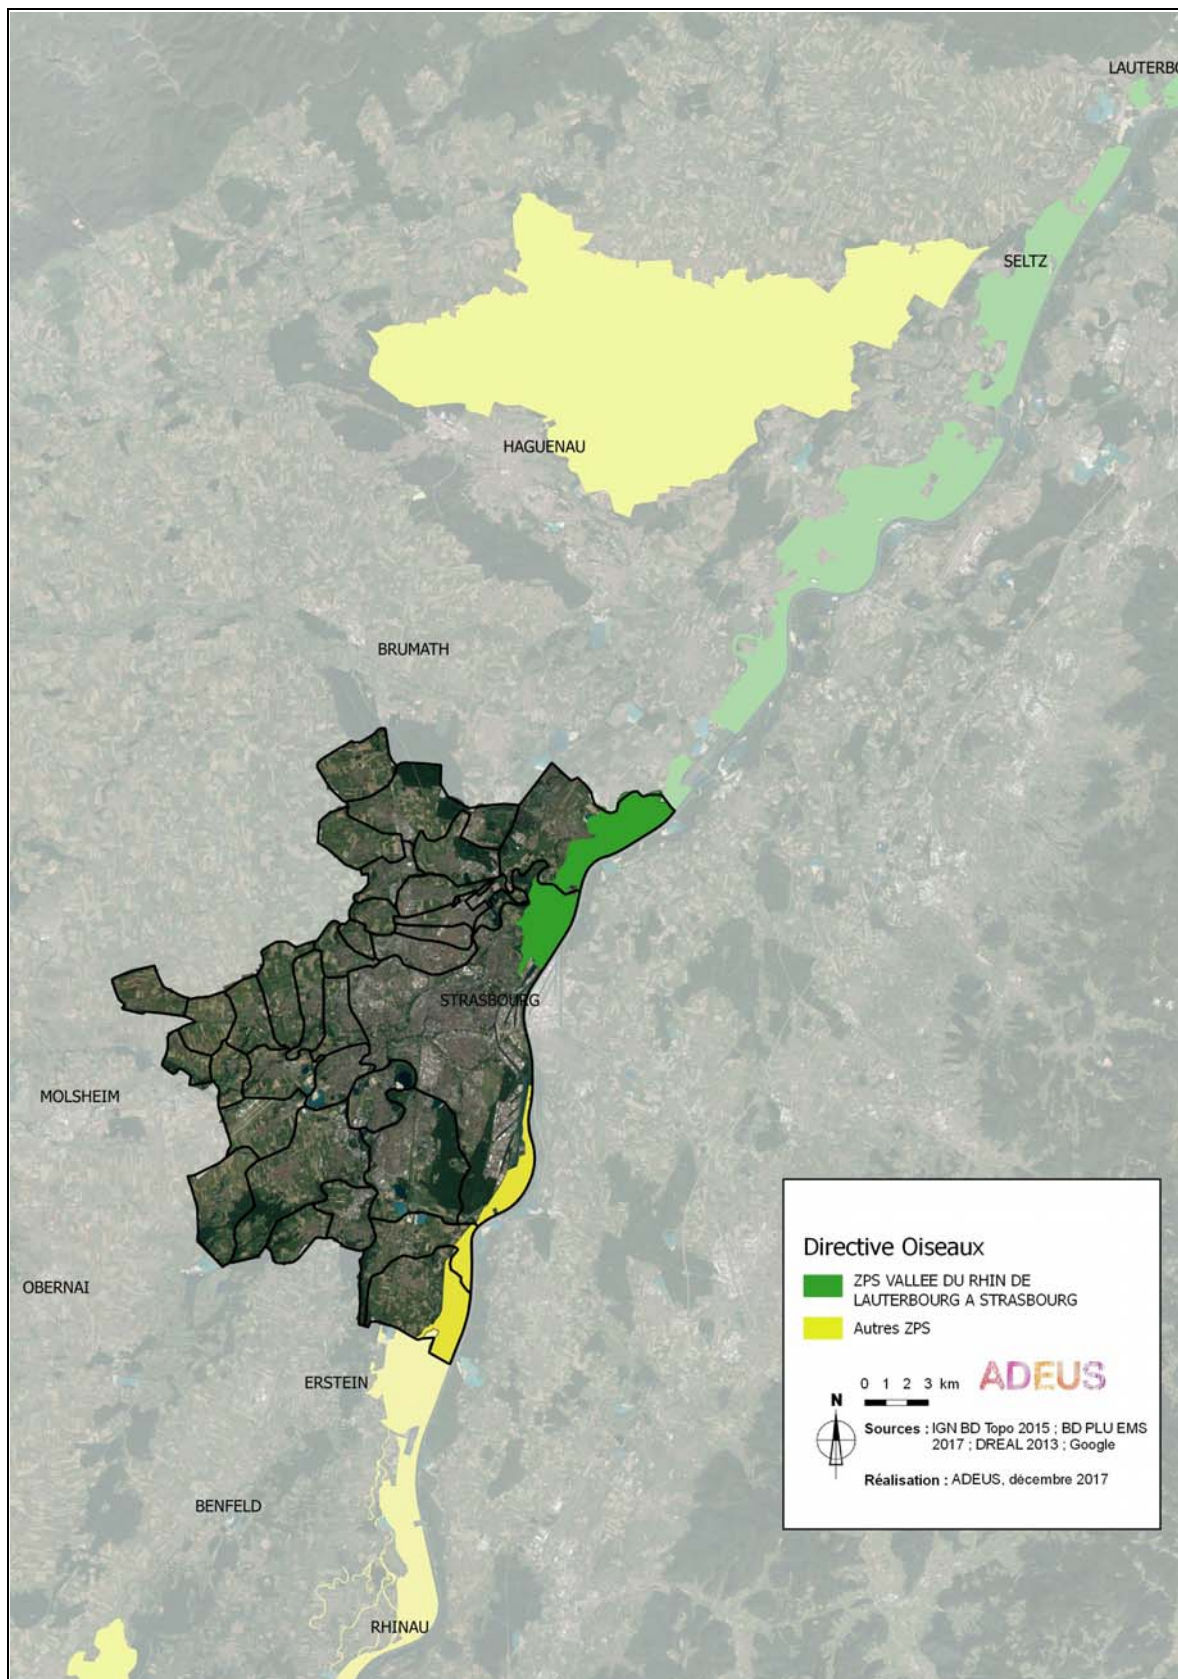 LAUTERBO
SELTZ
HAGUENAU
BRUMATH
STRASBOURG
MOLSHEIM
OBERNAI
ERSTEIN
BENFELD
RHINAU
Directive Oiseaux
ZPS VALLEE DU RHIN DE
LAUTERBOURG A STRASBOURG
Autres ZPS
ADEUS
0 1 2 3 km
N
Sources : IGN BD Topo 2015 ; BD PLU EMS
2017 ; DREAL 2013 ; Google
Réalisation : ADEUS, décembre 2017